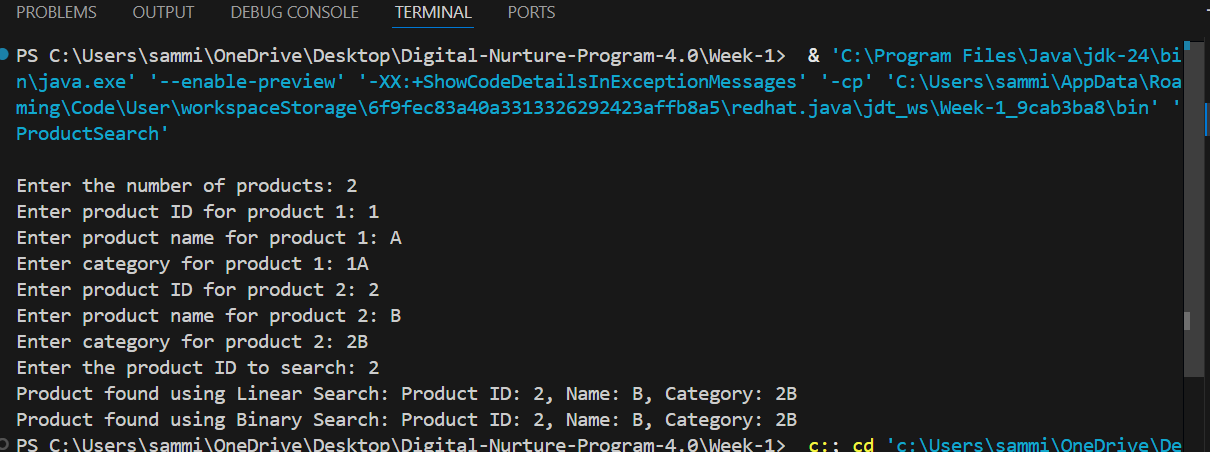 PROBLEMS OUTPUT DEBUG CONSOLE TERMINAL PORTS
PS C:\Users\sammi\OneDrive\Desktop\Digital-Nurture-Program-4.0\Week-1>  & 'C:\Program Files\Java\jdk-24\bi
n\java.exe' '--enable-preview' '-XX:+ShowCodeDetailsInExceptionMessages' '-cp' 'C:\Users\sammi\AppData\Roa
ming\Code\User\workspaceStorage\6f9fec83a40a3313326292423affb8a5\redhat.java\jdt_ws\Week-1_9cab3ba8\bin' '
ProductSearch'
Enter the number of products: 2
Enter product ID for product 1: 1
Enter product name for product 1: A
Enter category for product 1: 1A
Enter product ID for product 2: 2
Enter product name for product 2: B
Enter category for product 2: 2B
Enter the product ID to search: 2
Product found using Linear Search: Product ID: 2, Name: B, Category: 2B
Product found using Binary Search: Product ID: 2, Name: B, Category: 2B
PS C:\Users\sammi\OneDrive\Desktop\Digital-Nurture-Program-4.0\Week-1>  c:; cd 'c:\Users\sammi\OneDrive\De